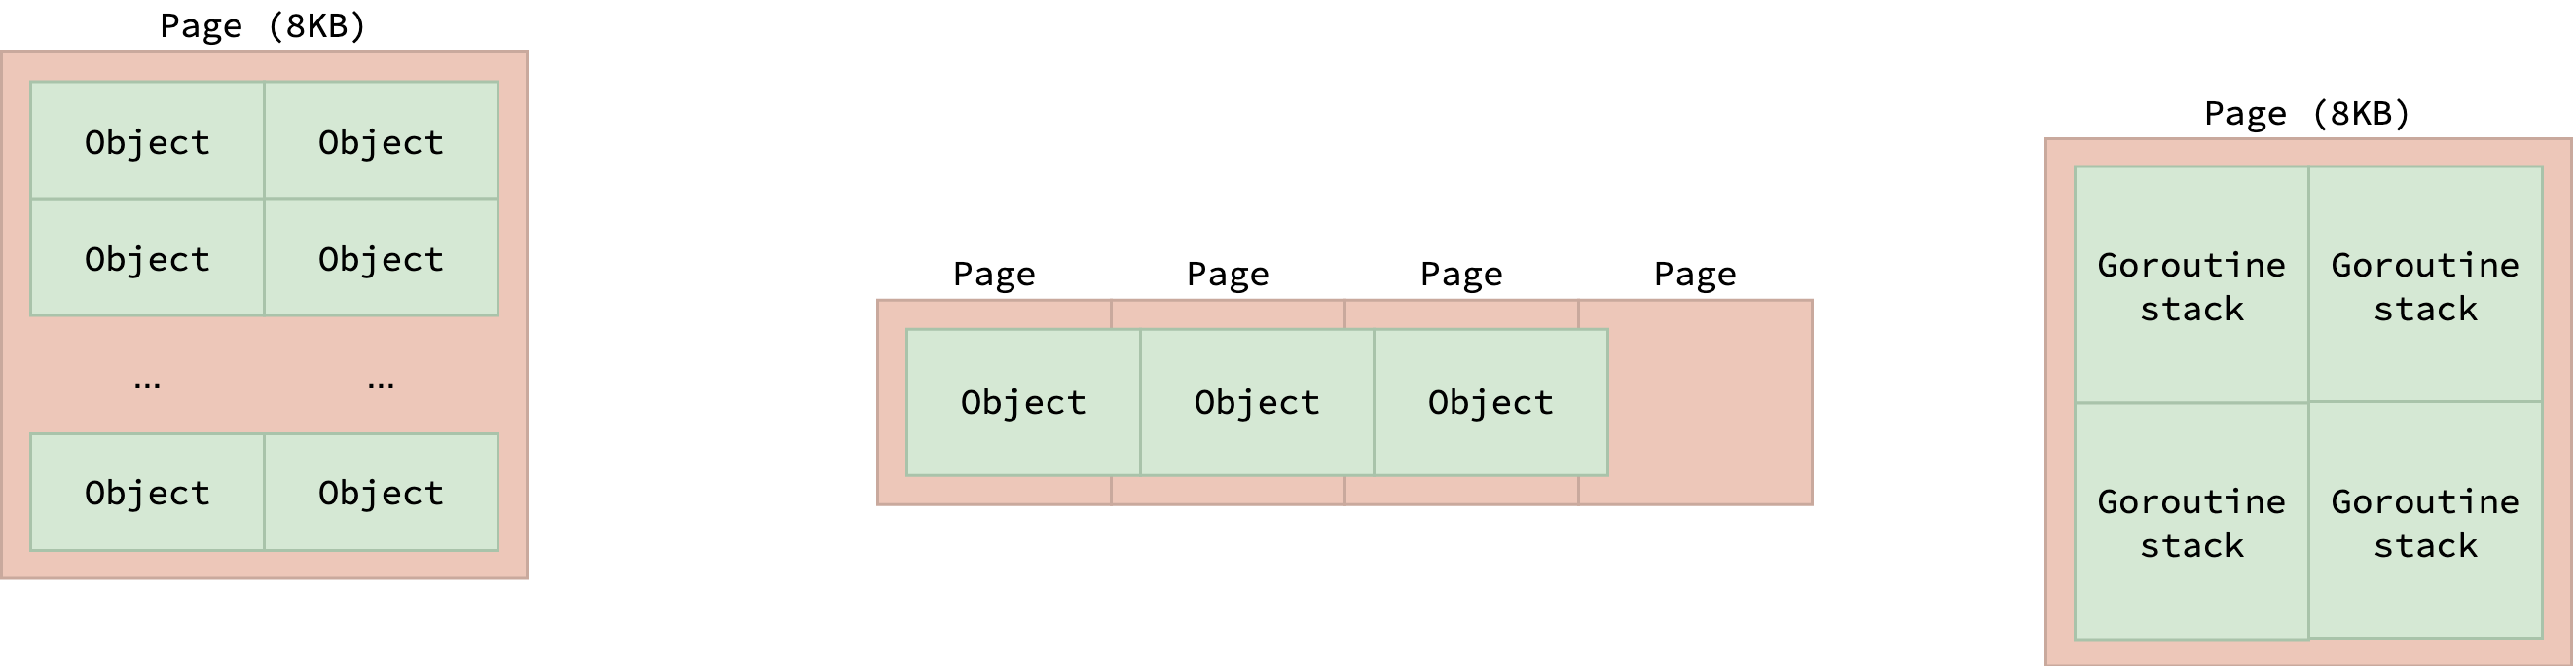 Page (8KB)
Object Object
Object Object
... ...
Object Object
Page Page Page Page
Object Object Object
Page (8KB)
Goroutine Goroutine
stack stack
Goroutine Goroutine
stack stack